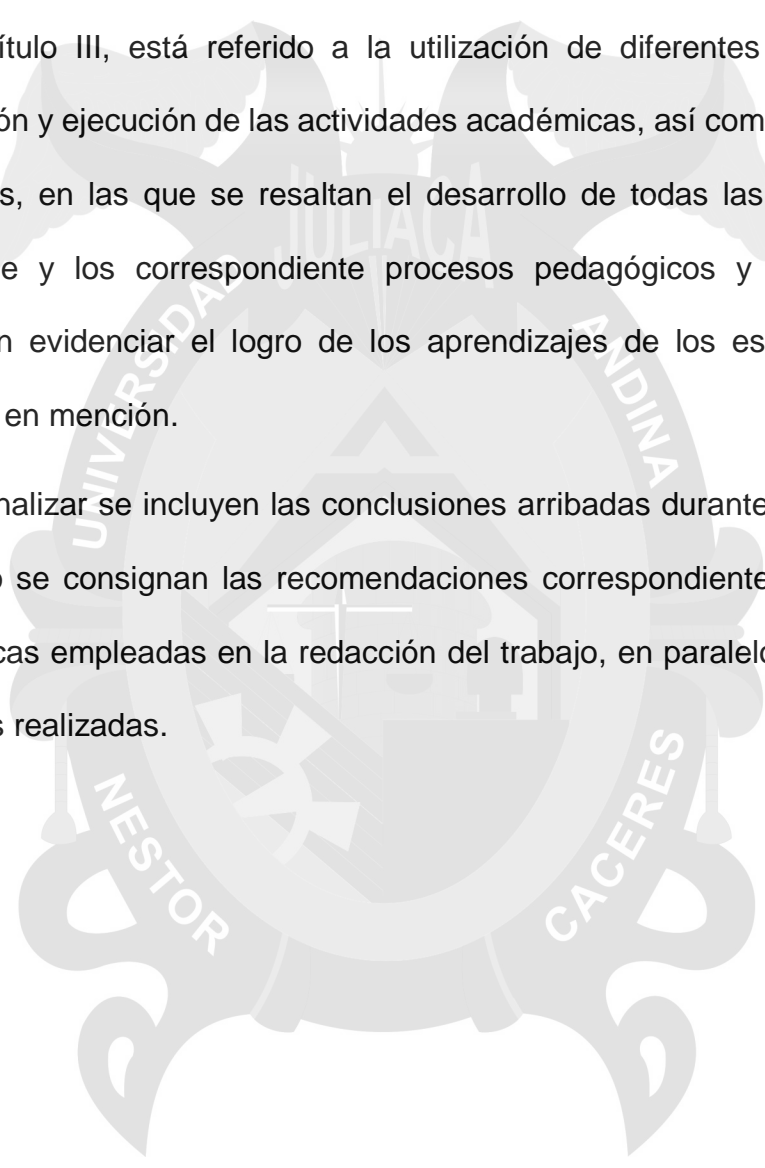 ítulo III, está referido a la utilización de diferentes
ón y ejecución de las actividades académicas, así com
s, en las que se resaltan el desarrollo de todas las
e y los correspondiente procesos pedagógicos y
n evidenciar el logro de los aprendizajes de los es
en mención.
nalizar se incluyen las conclusiones arribadas durante
o se consignan las recomendaciones correspondiente
cas empleadas en la redacción del trabajo, en paralelo
s realizadas.
UNIVERSIDAD ANDINA
NESTOR CACERES
JULIACA